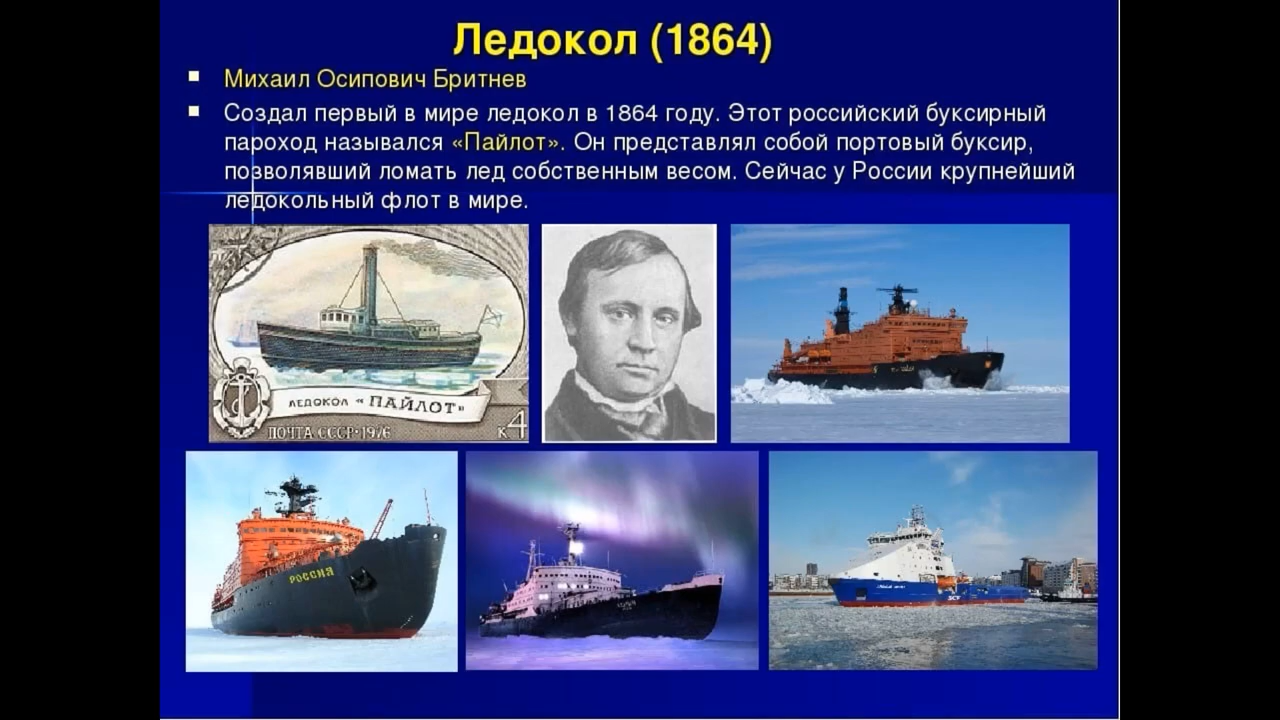 Ледокол (1864)
Михаил Осипович Бритнев
Создал первый в мире ледокол в 1864 году. Этот российский буксирный
пароход назывался «Пайлот». Он представлял собой портовый буксир,
позволявший ломать лед собственным весом. Сейчас у России крупнейший
ледокольный флот в мире.
ЛЕДОКОЛ «ПАЙЛОТ»
ПОЧТА СССР·1976
К4
РОССИЯ